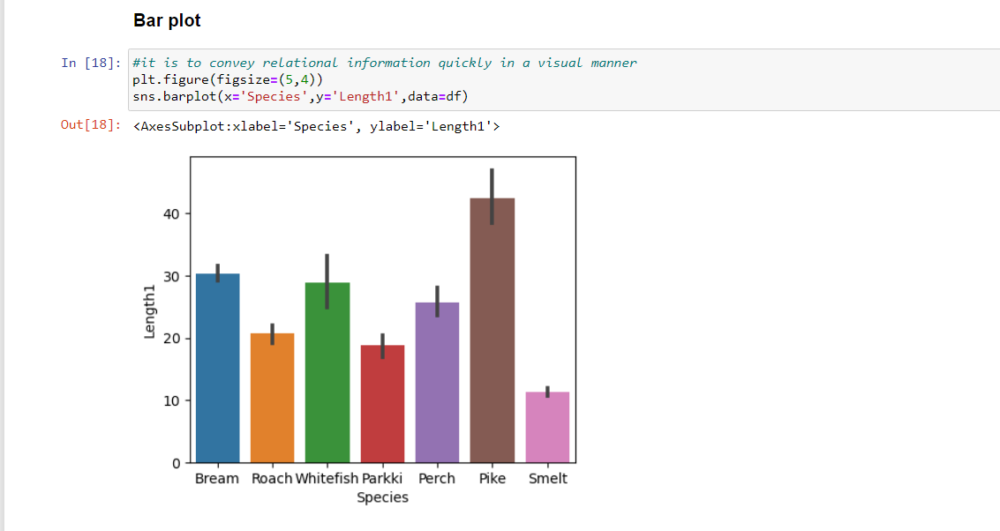 Bar plot
In [18]: #it is to convey relational information quickly in a visual manner
plt.figure(figsize=(5,4))
sns.barplot(x='Species',y='Length1',data=df)
Out[18]: <AxesSubplot:xlabel='Species', ylabel='Length1'>
40
30
20
10
0
Length1
Bream Roach Whitefish Parkki Perch Pike Smelt
Species